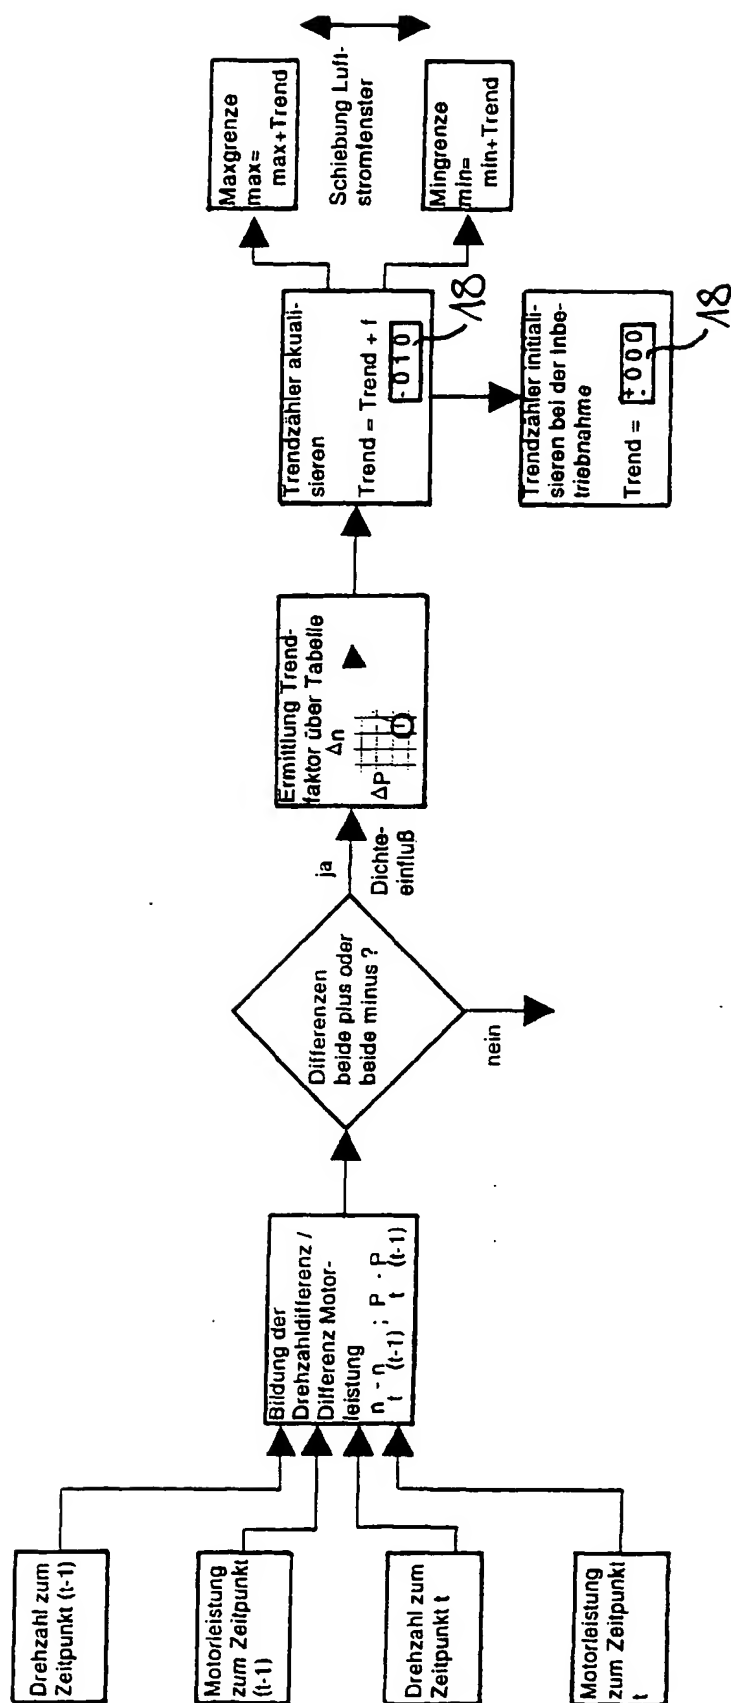 Drehzahl zum
Zeitpunkt (t-1)
Motorleistung
zum Zeitpunkt
(t-1)
Drehzahl zum
Zeitpunkt t
Motorleistung
zum Zeitpunkt
t
Bildung der
Drehzahldifferenz /
Differenz Motor-
leistung
n - n ; P - P
t (t-1) t (t-1)
Differenzen
beide plus oder
beide minus ?
nein
ja
Dichte-
einfluß
Ermittlung Trend-
faktor über Tabelle
Δn
ΔP
Trendzähler akuali-
sieren
Trend = Trend + f
-010
18
Trendzähler initiali-
sieren bei der Inbe-
triebnahme
Trend = ±000
18
Maxgrenze
max=
max+Trend
Schiebung Luft-
stromfenster
Mingrenze
min=
min+Trend